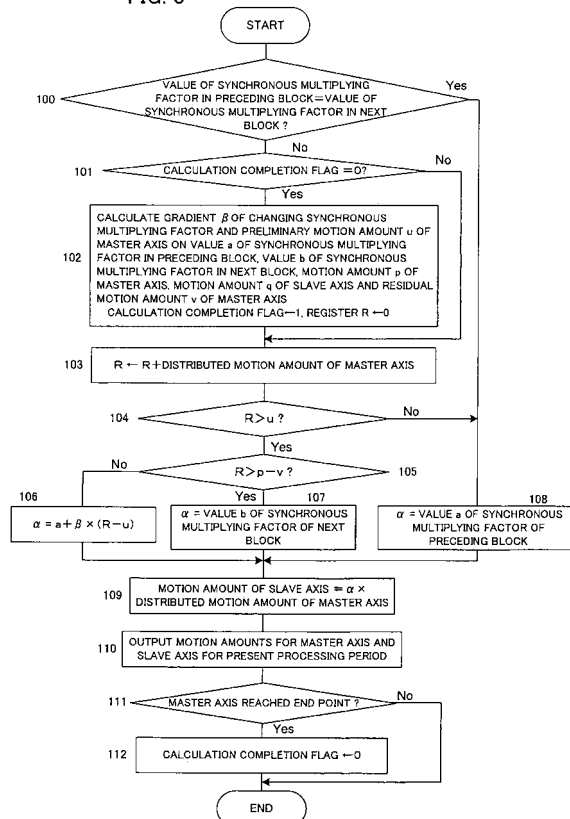 START
100
VALUE OF SYNCHRONOUS MULTIPLYING
FACTOR IN PRECEDING BLOCK=VALUE OF
SYNCHRONOUS MULTIPLYING FACTOR IN NEXT
BLOCK ?
Yes
No
101
CALCULATION COMPLETION FLAG =0?
No
Yes
102
CALCULATE GRADIENT β OF CHANGING SYNCHRONOUS
MULTIPLYING FACTOR AND PRELIMINARY MOTION AMOUNT u OF
MASTER AXIS ON VALUE a OF SYNCHRONOUS MULTIPLYING
FACTOR IN PRECEDING BLOCK, VALUE b OF SYNCHRONOUS
MULTIPLYING FACTOR IN NEXT BLOCK, MOTION AMOUNT p OF
MASTER AXIS, MOTION AMOUNT q OF SLAVE AXIS AND RESIDUAL
MOTION AMOUNT v OF MASTER AXIS
CALCULATION COMPLETION FLAG←1, REGISTER R ←0
103
R ← R+DISTRIBUTED MOTION AMOUNT OF MASTER AXIS
104
R>u ?
No
Yes
R>p−v ?
105
No
Yes
106
α = a+ β × (R−u)
107
α = VALUE b OF SYNCHRONOUS
MULTIPLYING FACTOR OF NEXT
BLOCK
108
α = VALUE a OF SYNCHRONOUS
MULTIPLYING FACTOR OF
PRECEDING BLOCK
109
MOTION AMOUNT OF SLAVE AXIS = α ×
DISTRIBUTED MOTION AMOUNT OF MASTER AXIS
110
OUTPUT MOTION AMOUNTS FOR MASTER AXIS AND
SLAVE AXIS FOR PRESENT PROCESSING PERIOD
111
MASTER AXIS REACHED END POINT ?
No
Yes
112
CALCULATION COMPLETION FLAG ←0
END